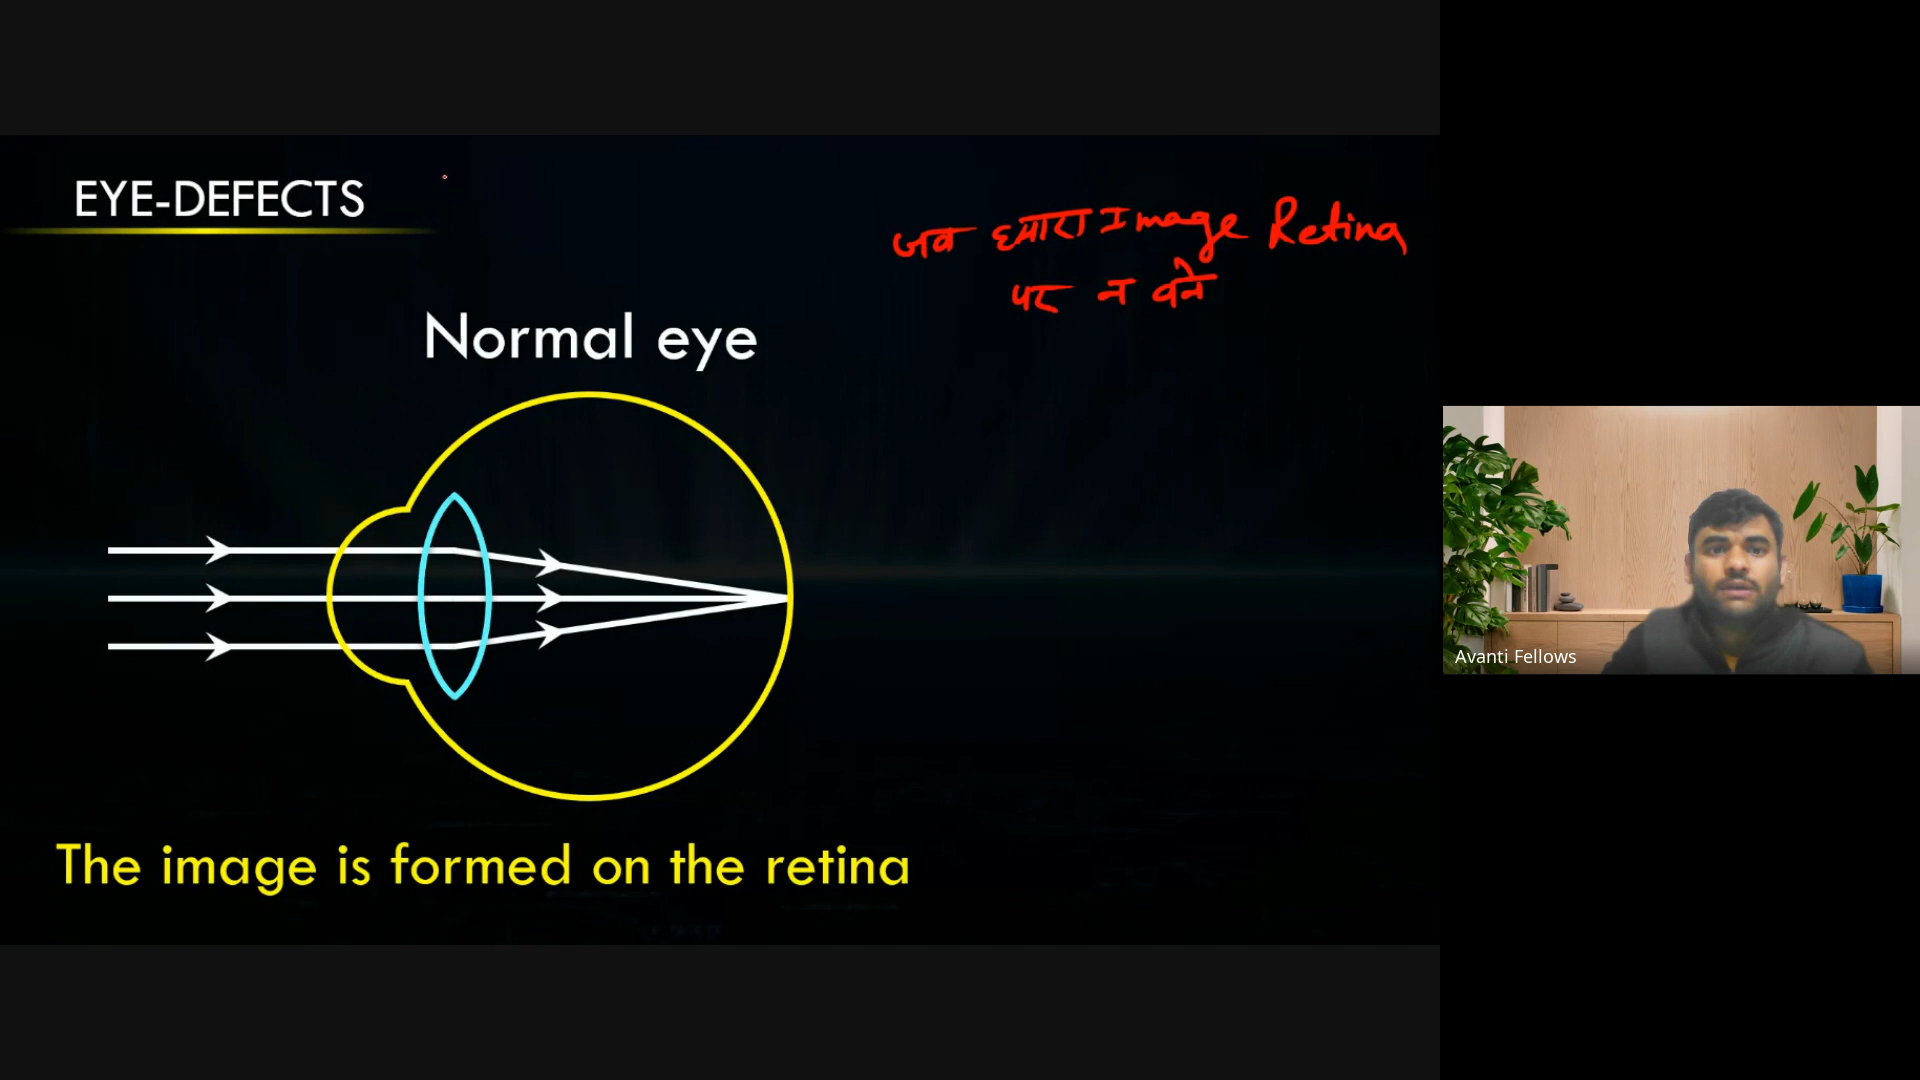 EYE-DEFECTS
जब हमारा Image Retina
पर न बने
Normal eye
The image is formed on the retina
Avanti Fellows